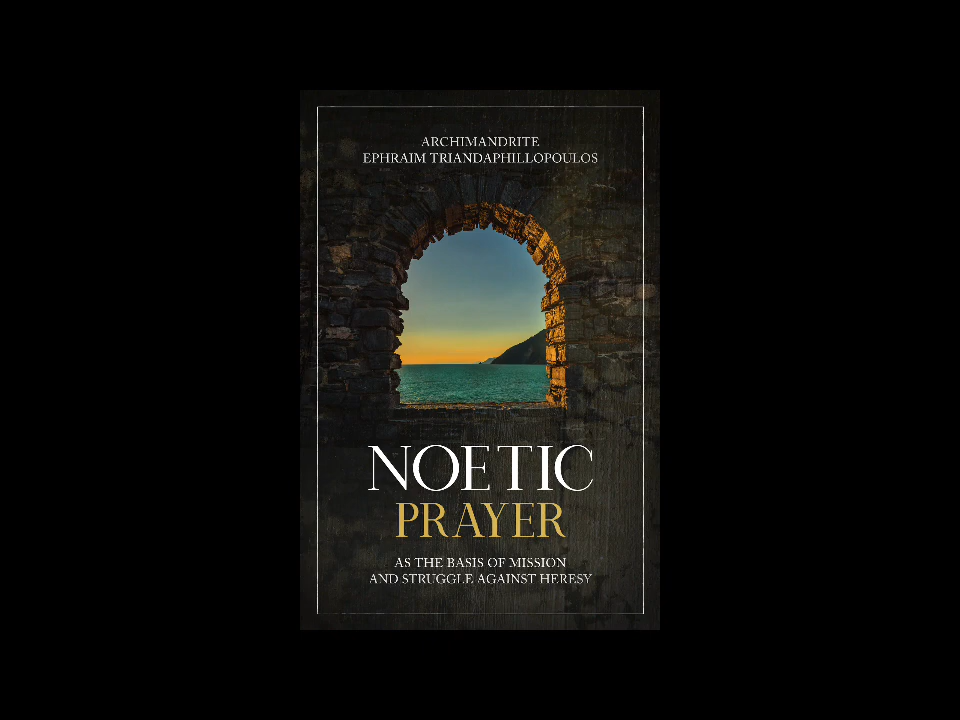 ARCHIMANDRITE
EPHRAIM TRIANDAPHILLOPOULOS
NOETIC
PRAYER
AS THE BASIS OF MISSION
AND STRUGGLE AGAINST HERESY